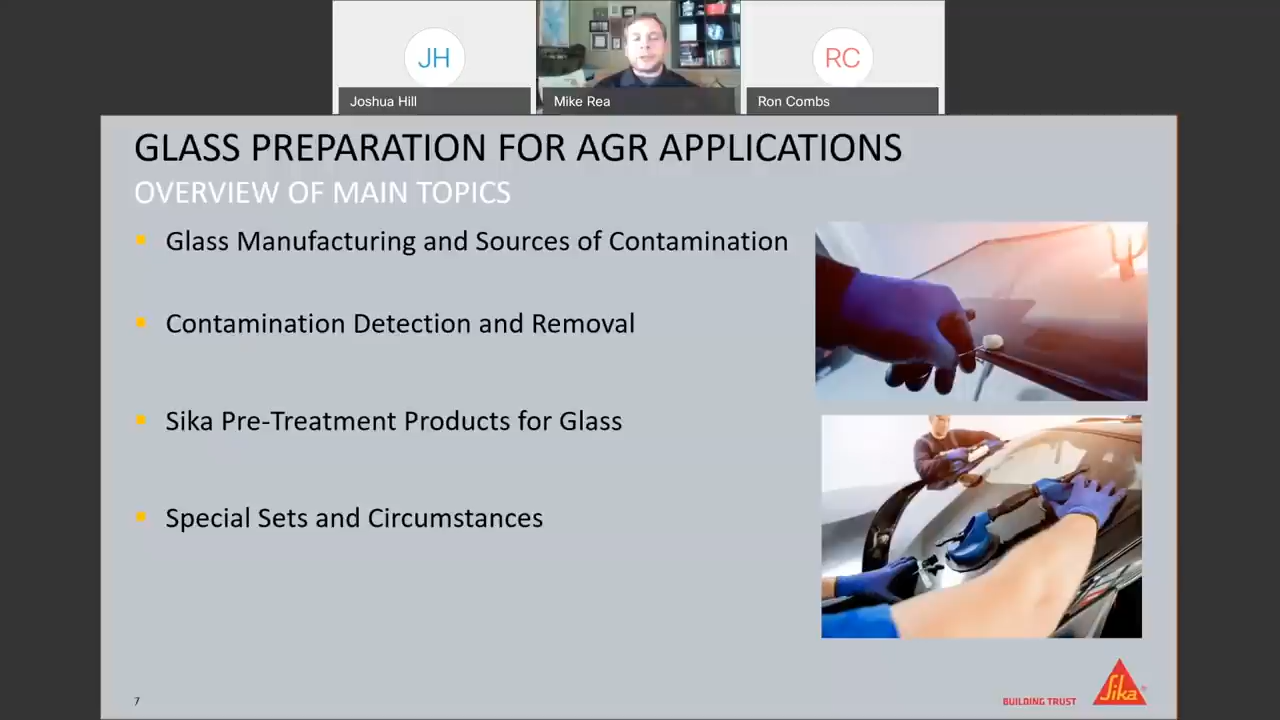 JH
RC
Joshua Hill
Mike Rea
Ron Combs
GLASS PREPARATION FOR AGR APPLICATIONS
OVERVIEW OF MAIN TOPICS
Glass Manufacturing and Sources of Contamination
Contamination Detection and Removal
Sika Pre-Treatment Products for Glass
Special Sets and Circumstances
7
BUILDING TRUST
Sika®